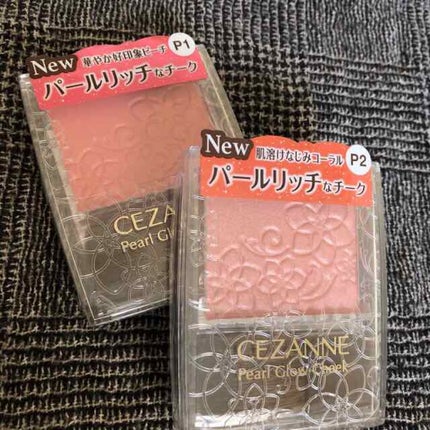 New
華やか好印象ピーチ
P1
パールリッチなチーク
CEZANNE
Pearl Glow
New
肌溶けなじみコーラル
P2
パールリッチなチーク
CEZANNE
Pearl Glow Cheek